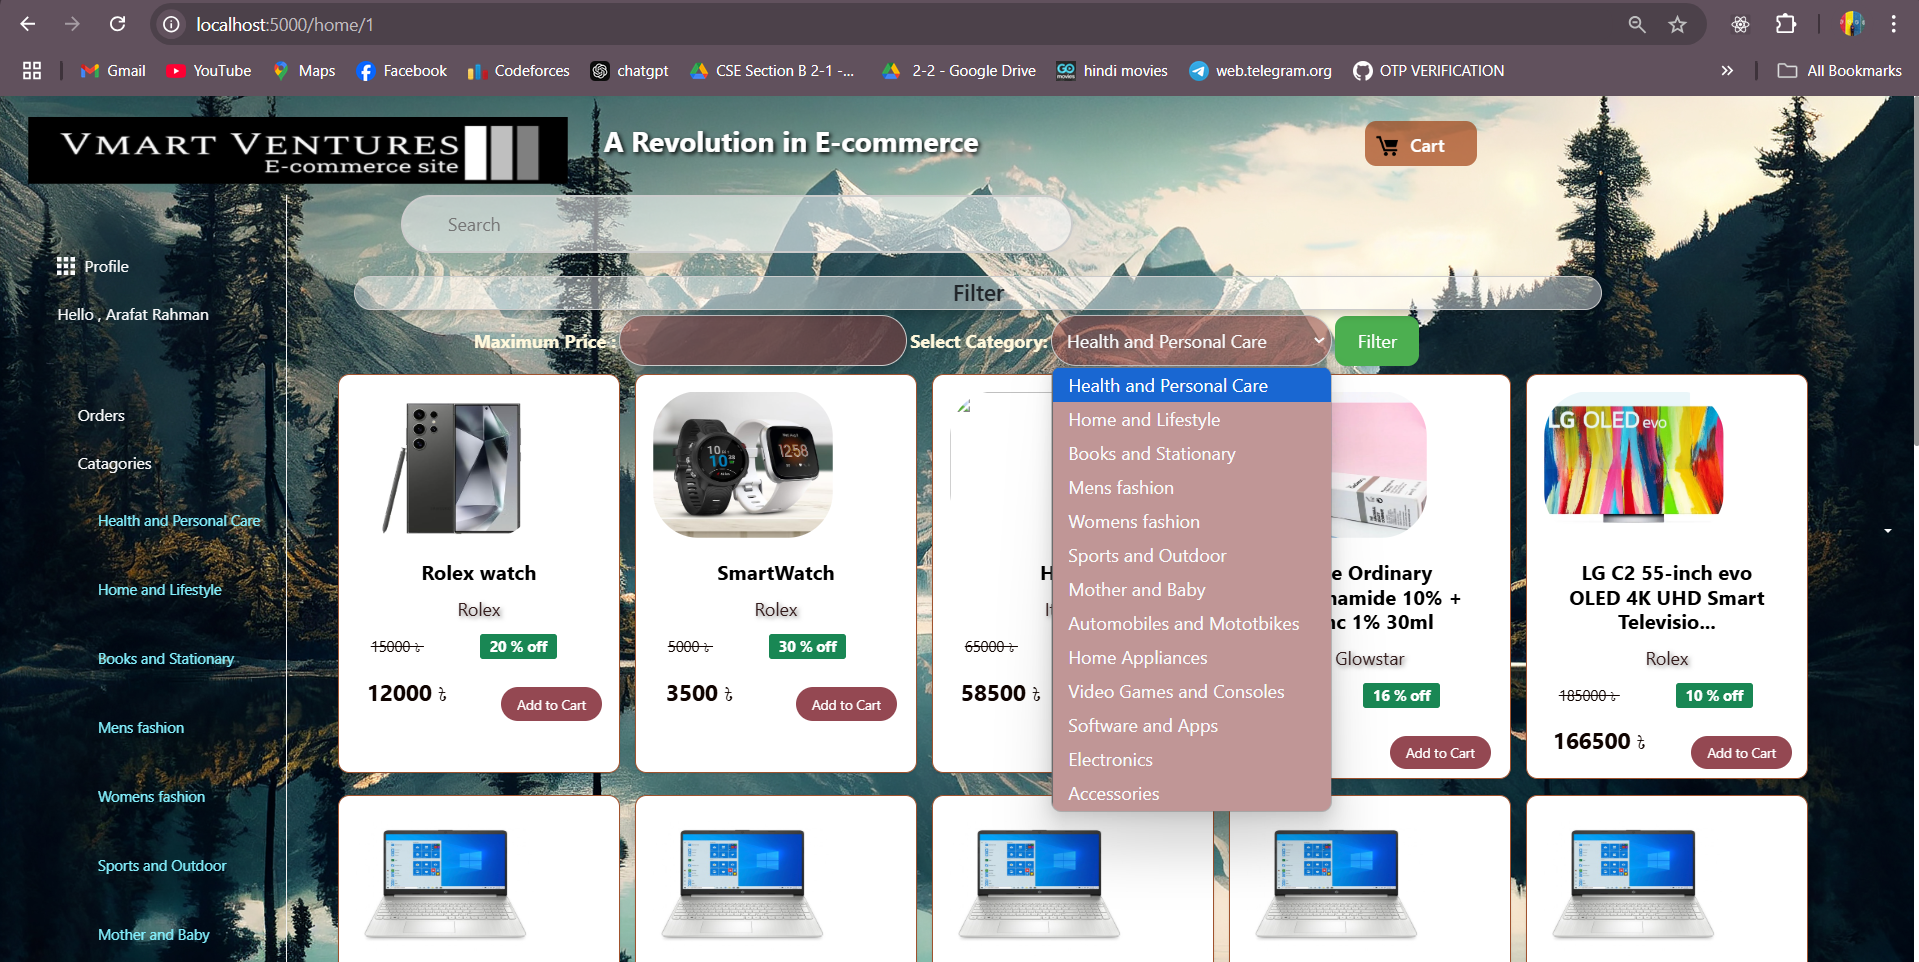 localhost:5000/home/1
Gmail
YouTube
Maps
Facebook
Codeforces
chatgpt
CSE Section B 2-1 -...
2-2 - Google Drive
hindi movies
web.telegram.org
OTP VERIFICATION
All Bookmarks
VMART VENTURES
E-commerce site
A Revolution in E-commerce
Cart
Search
Profile
Hello , Arafat Rahman
Orders
Catagories
Health and Personal Care
Home and Lifestyle
Books and Stationary
Mens fashion
Womens fashion
Sports and Outdoor
Mother and Baby
Filter
Maximum Price :
Select Category:
Health and Personal Care
Filter
Health and Personal Care
Home and Lifestyle
Books and Stationary
Mens fashion
Womens fashion
Sports and Outdoor
Mother and Baby
Automobiles and Mototbikes
Home Appliances
Video Games and Consoles
Software and Apps
Electronics
Accessories
Rolex watch
Rolex
15000 ৳
20 % off
12000 ৳
Add to Cart
SmartWatch
Rolex
5000 ৳
30 % off
3500 ৳
Add to Cart
65000 ৳
58500 ৳
Ordinary
10% +
1% 30ml
Glowstar
16 % off
Add to Cart
LG OLED evo
LG C2 55-inch evo
OLED 4K UHD Smart
Televisio...
Rolex
185000 ৳
10 % off
166500 ৳
Add to Cart